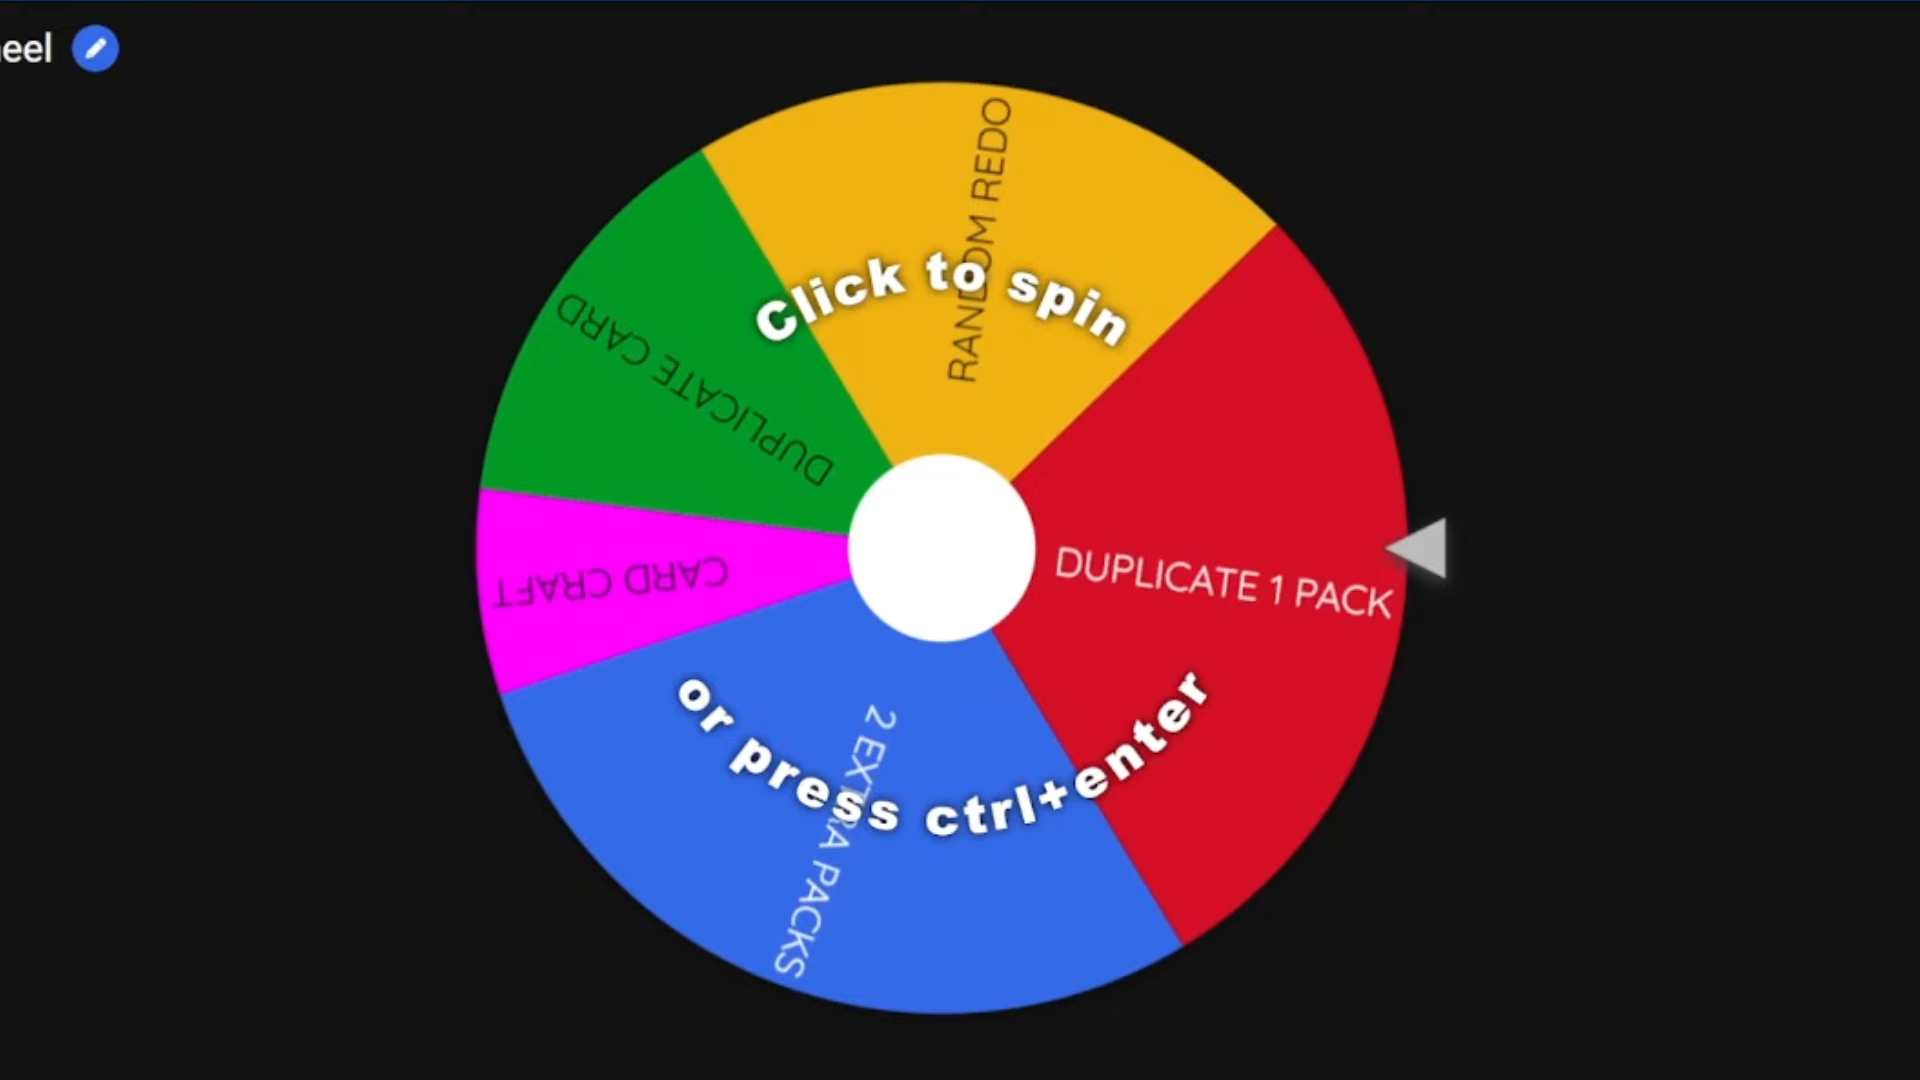 eel
RANDOM REDO
Click to spin
DUPLICATE CARD
CARD CRAFT
DUPLICATE 1 PACK
2 EXTRA PACKS
or press ctrl+enter